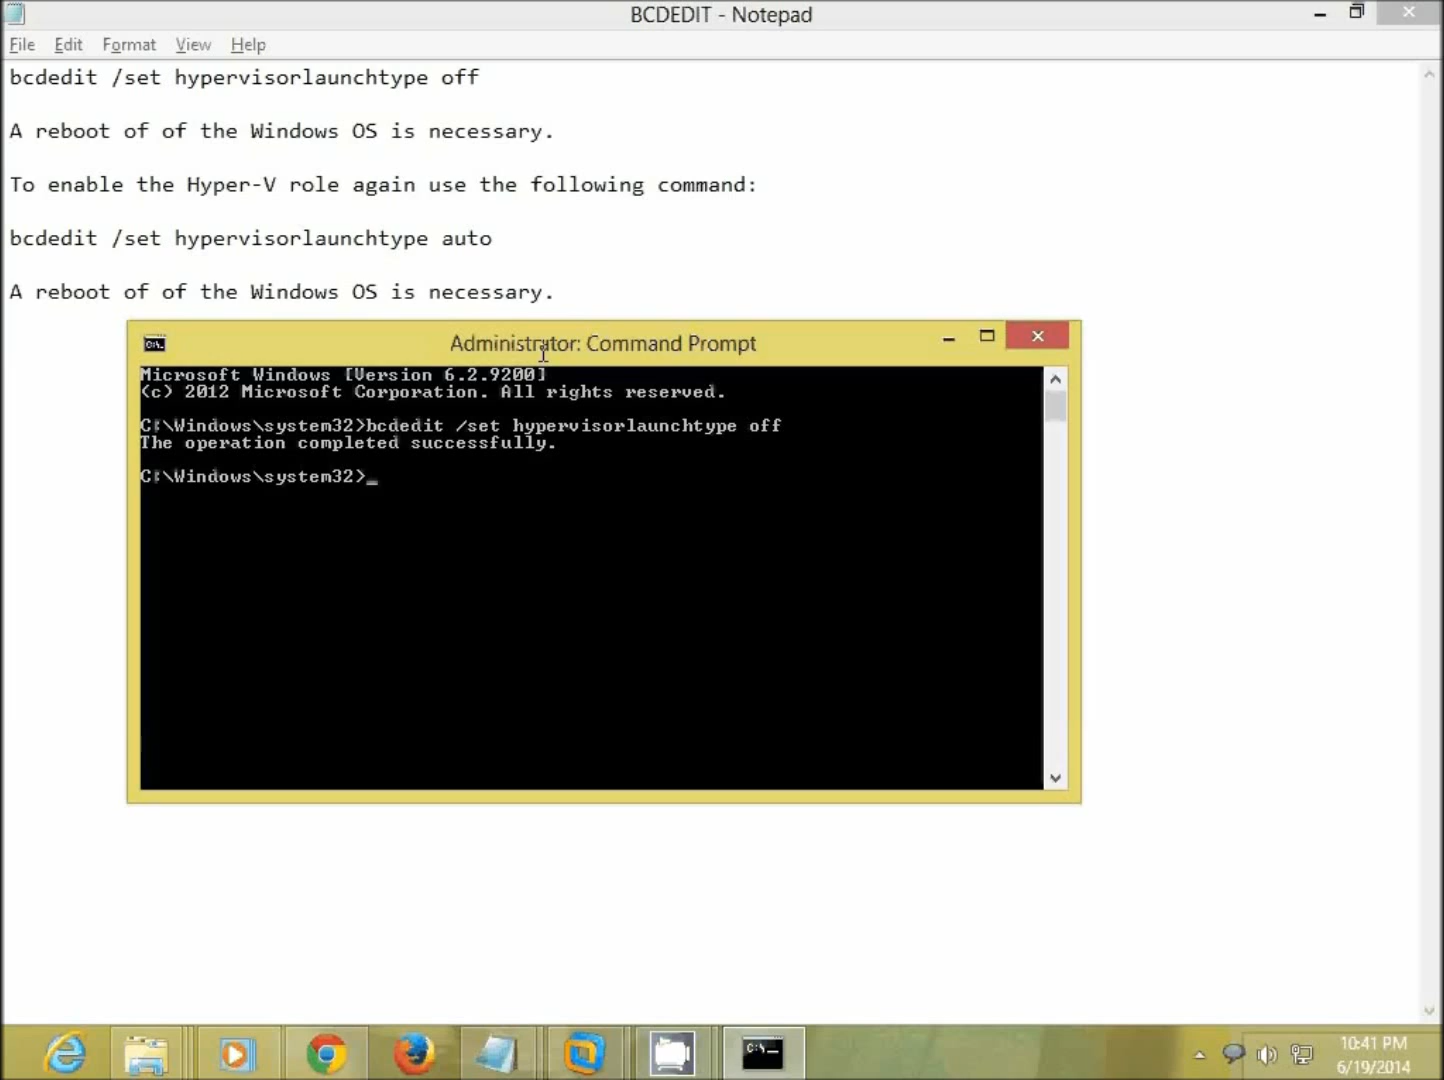 BCDEDIT - Notepad
File Edit Format View Help
bcdedit /set hypervisorlaunchtype off
A reboot of of the Windows OS is necessary.
To enable the Hyper-V role again use the following command:
bcdedit /set hypervisorlaunchtype auto
A reboot of of the Windows OS is necessary.
Administrator: Command Prompt
Microsoft Windows [Version 6.2.9200]
(c) 2012 Microsoft Corporation. All rights reserved.
C:\Windows\system32>bcdedit /set hypervisorlaunchtype off
The operation completed successfully.
C:\Windows\system32>_
10:41 PM
6/19/2014